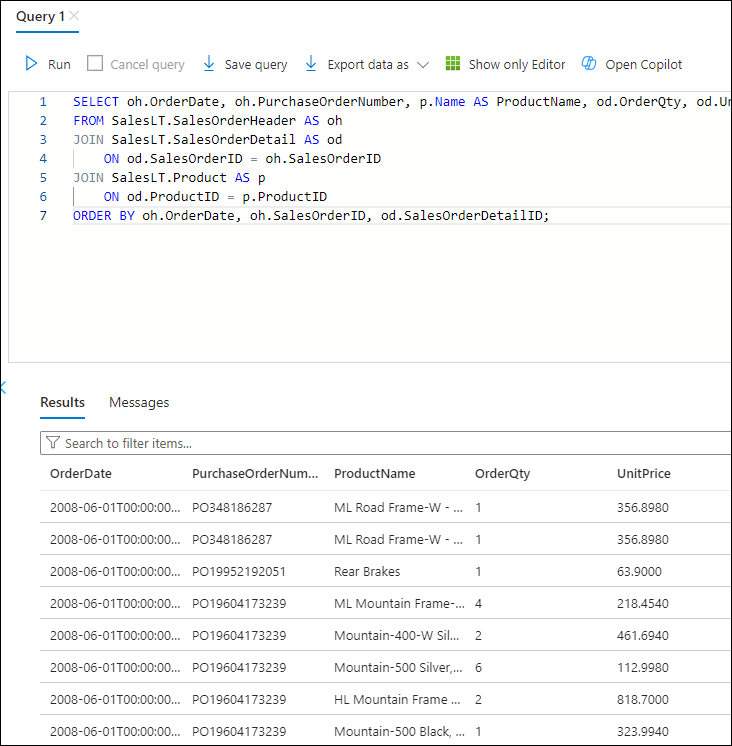 Query 1
Run Cancel query Save query Export data as Show only Editor Open Copilot
1 SELECT oh.OrderDate, oh.PurchaseOrderNumber, p.Name AS ProductName, od.OrderQty, od.Un
2 FROM SalesLT.SalesOrderHeader AS oh
3 JOIN SalesLT.SalesOrderDetail AS od
4 ON od.SalesOrderID = oh.SalesOrderID
5 JOIN SalesLT.Product AS p
6 ON od.ProductID = p.ProductID
7 ORDER BY oh.OrderDate, oh.SalesOrderID, od.SalesOrderDetailID;
Results Messages
Search to filter items...
OrderDate PurchaseOrderNum... ProductName OrderQty UnitPrice
2008-06-01T00:00:00... PO348186287 ML Road Frame-W - ... 1 356.8980
2008-06-01T00:00:00... PO348186287 ML Road Frame-W - ... 1 356.8980
2008-06-01T00:00:00... PO19952192051 Rear Brakes 1 63.9000
2008-06-01T00:00:00... PO19604173239 ML Mountain Frame-... 4 218.4540
2008-06-01T00:00:00... PO19604173239 Mountain-400-W Sil... 2 461.6940
2008-06-01T00:00:00... PO19604173239 Mountain-500 Silver,... 6 112.9980
2008-06-01T00:00:00... PO19604173239 HL Mountain Frame ... 2 818.7000
2008-06-01T00:00:00... PO19604173239 Mountain-500 Black, ... 1 323.9940